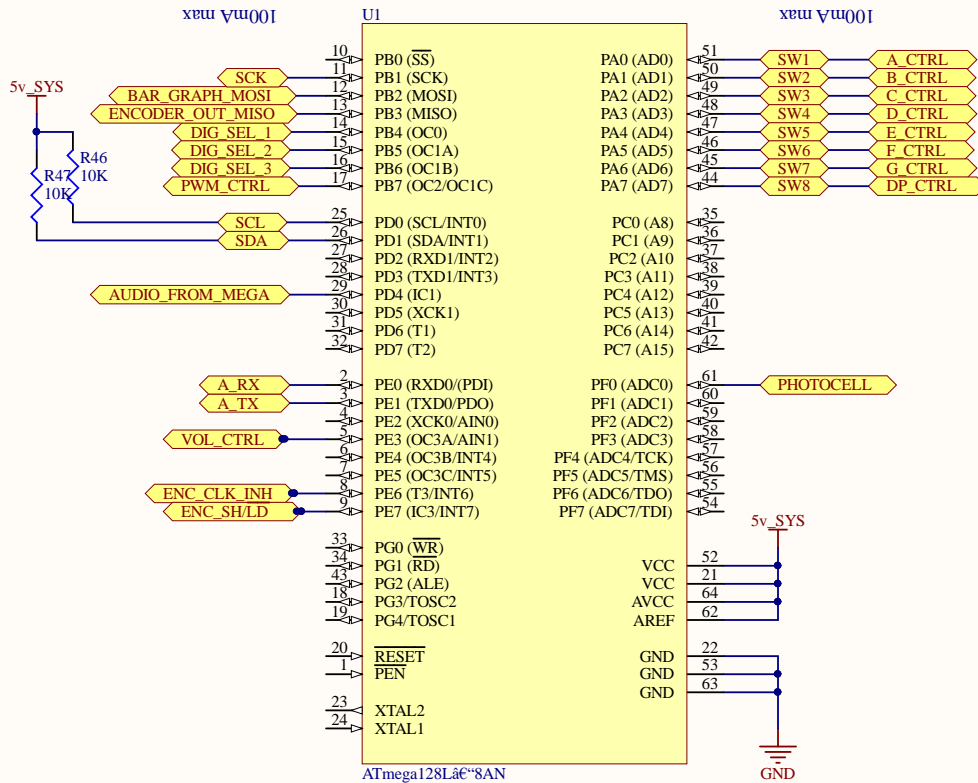 100mA max
100mA max
U1
5v_SYS
R46
10K
R47
10K
SCK
BAR_GRAPH_MOSI
ENCODER_OUT_MISO
DIG_SEL_1
DIG_SEL_2
DIG_SEL_3
PWM_CTRL
SCL
SDA
AUDIO_FROM_MEGA
A_RX
A_TX
VOL_CTRL
ENC_CLK_INH
ENC_SH/LD
10 PB0 (SS)
11 PB1 (SCK)
12 PB2 (MOSI)
13 PB3 (MISO)
14 PB4 (OC0)
15 PB5 (OC1A)
16 PB6 (OC1B)
17 PB7 (OC2/OC1C)
25 PD0 (SCL/INT0)
26 PD1 (SDA/INT1)
27 PD2 (RXD1/INT2)
28 PD3 (TXD1/INT3)
29 PD4 (IC1)
30 PD5 (XCK1)
31 PD6 (T1)
32 PD7 (T2)
2 PE0 (RXD0/(PDI)
3 PE1 (TXD0/PDO)
4 PE2 (XCK0/AIN0)
5 PE3 (OC3A/AIN1)
6 PE4 (OC3B/INT4)
7 PE5 (OC3C/INT5)
8 PE6 (T3/INT6)
9 PE7 (IC3/INT7)
33 PG0 (WR)
34 PG1 (RD)
43 PG2 (ALE)
18 PG3/TOSC2
19 PG4/TOSC1
20 RESET
1 PEN
23 XTAL2
24 XTAL1
PA0 (AD0) 51 SW1 A_CTRL
PA1 (AD1) 50 SW2 B_CTRL
PA2 (AD2) 49 SW3 C_CTRL
PA3 (AD3) 48 SW4 D_CTRL
PA4 (AD4) 47 SW5 E_CTRL
PA5 (AD5) 46 SW6 F_CTRL
PA6 (AD6) 45 SW7 G_CTRL
PA7 (AD7) 44 SW8 DP_CTRL
PC0 (A8) 35
PC1 (A9) 36
PC2 (A10 37
PC3 (A11) 38
PC4 (A12) 39
PC5 (A13) 40
PC6 (A14) 41
PC7 (A15) 42
PF0 (ADC0) 61 PHOTOCELL
PF1 (ADC1) 60
PF2 (ADC2) 59
PF3 (ADC3) 58
PF4 (ADC4/TCK) 57
PF5 (ADC5/TMS) 56
PF6 (ADC6/TDO) 55
PF7 (ADC7/TDI) 54
5v_SYS
VCC 52
VCC 21
AVCC 64
AREF 62
GND 22
GND 53
GND 63
GND
ATmega128Lâ€“8AN